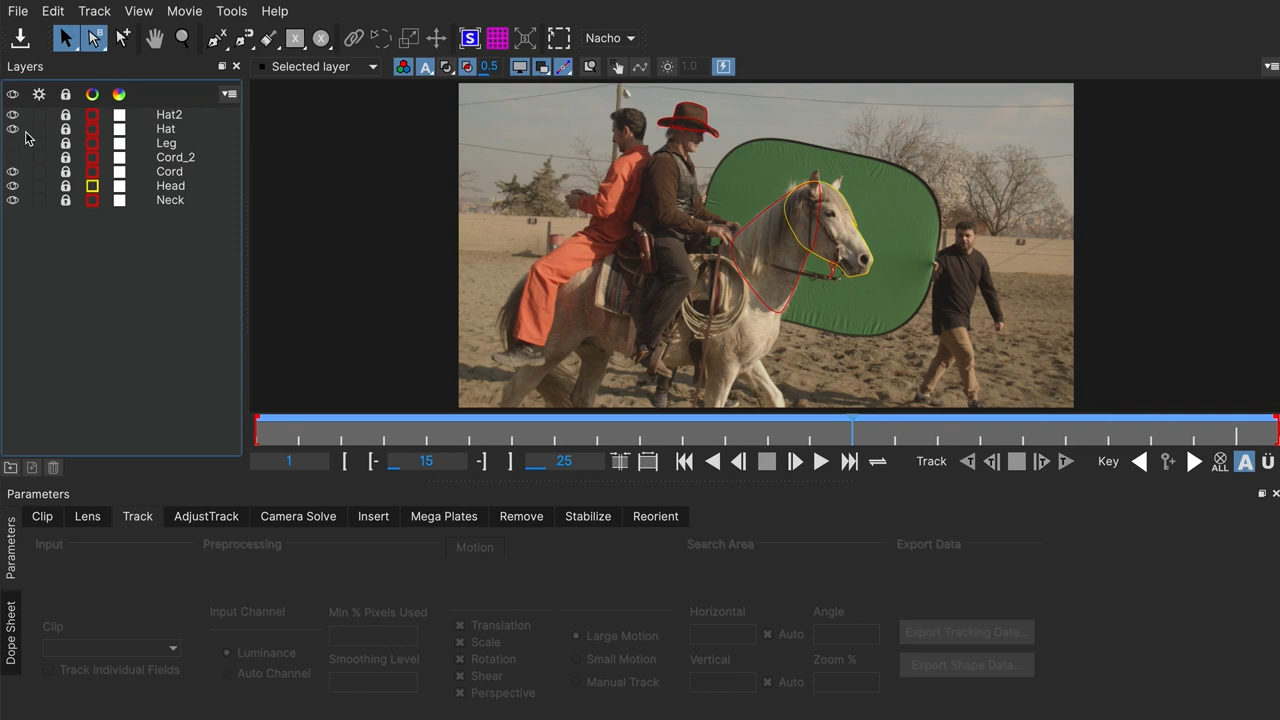 File Edit Track View Movie Tools Help
Nacho
Layers
Selected layer
A 0.5 1.0
Hat2
Hat
Leg
Cord_2
Cord
Head
Neck
1 15 25 Track Key ALL A Ü
Parameters
Clip Lens Track AdjustTrack Camera Solve Insert Mega Plates Remove Stabilize Reorient
Parameters
Dope Sheet
Input Preprocessing Motion Search Area Export Data
Input Channel Min % Pixels Used Horizontal Angle
Clip Luminance Translation Large Motion Auto Export Tracking Data...
Track Individual Fields Auto Channel Smoothing Level Scale Rotation Small Motion Vertical Zoom % Export Shape Data...
Shear Manual Track Auto
Perspective